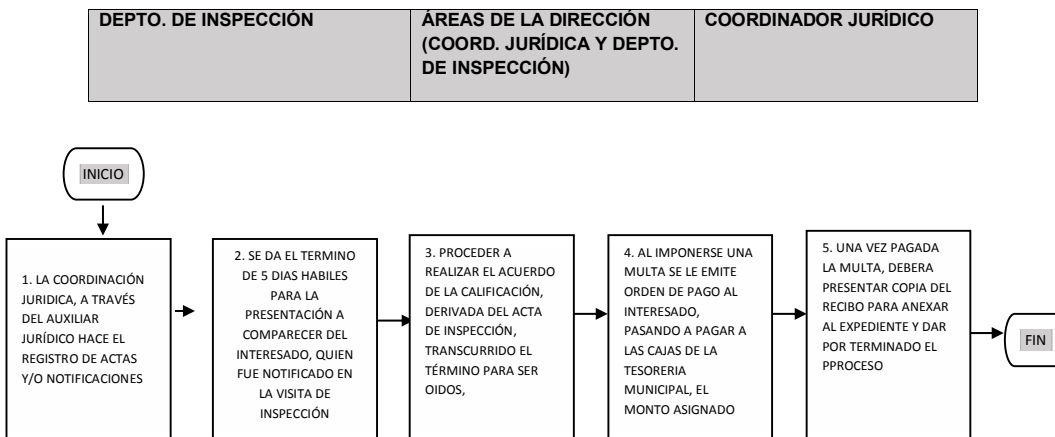 DEPTO. DE INSPECCIÓN
ÁREAS DE LA DIRECCIÓN
(COORD. JURÍDICA Y DEPTO.
DE INSPECCIÓN)
COORDINADOR JURÍDICO
INICIO
1. LA COORDINACIÓN
JURIDICA, A TRAVÉS
DEL AUXILIAR
JURÍDICO HACE EL
REGISTRO DE ACTAS
Y/O NOTIFICACIONES
2. SE DA EL TERMINO
DE 5 DIAS HABILES
PARA LA
PRESENTACIÓN A
COMPARECER DEL
INTERESADO, QUIEN
FUE NOTIFICADO EN
LA VISITA DE
INSPECCIÓN
3. PROCEDER A
REALIZAR EL ACUERDO
DE LA CALIFICACIÓN,
DERIVADA DEL ACTA
DE INSPECCIÓN,
TRANSCURRIDO EL
TÉRMINO PARA SER
OIDOS,
4. AL IMPONERSE UNA
MULTA SE LE EMITE
ORDEN DE PAGO AL
INTERESADO,
PASANDO A PAGAR A
LAS CAJAS DE LA
TESORERIA
MUNICIPAL, EL
MONTO ASIGNADO
5. UNA VEZ PAGADA
LA MULTA, DEBERA
PRESENTAR COPIA DEL
RECIBO PARA ANEXAR
AL EXPEDIENTE Y DAR
POR TERMINADO EL
PPROCESO
FIN